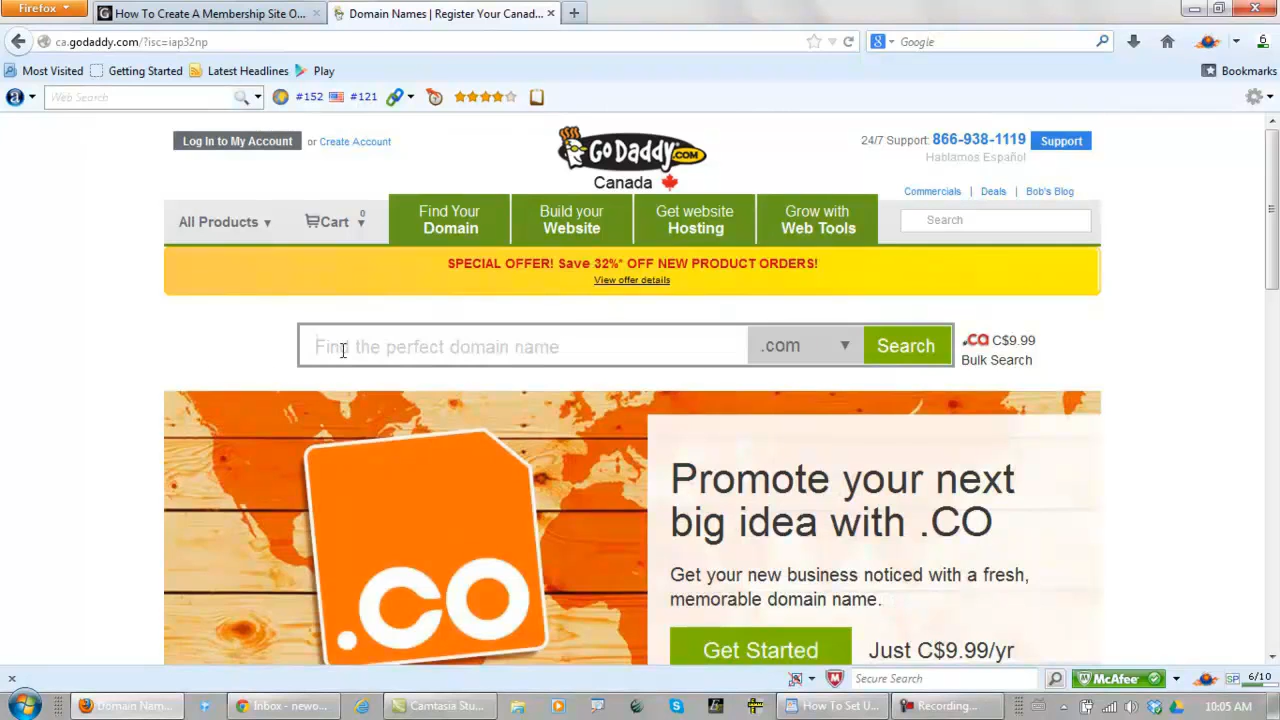 Firefox
How To Create A Membership Site O...
Domain Names | Register Your Canad...
ca.godaddy.com/?isc=iap32np
Google
Most Visited
Getting Started
Latest Headlines
Play
Bookmarks
Web Search
#152
#121
Log In to My Account
or Create Account
GoDaddy.COM
Canada
24/7 Support: 866-938-1119
Support
Hablamos Español
Commercials | Deals | Bob's Blog
All Products
Cart
0
Find Your
Domain
Build your
Website
Get website
Hosting
Grow with
Web Tools
Search
SPECIAL OFFER! Save 32%* OFF NEW PRODUCT ORDERS!
View offer details
Find the perfect domain name
.com
Search
.ca C$9.99
Bulk Search
.CO
Promote your next
big idea with .CO
Get your new business noticed with a fresh,
memorable domain name.
Get Started
Just C$9.99/yr
Secure Search
McAfee
6/10
Domain Nam...
Inbox - newo...
Camtasia Stu...
How To Set U...
Recording...
10:05 AM